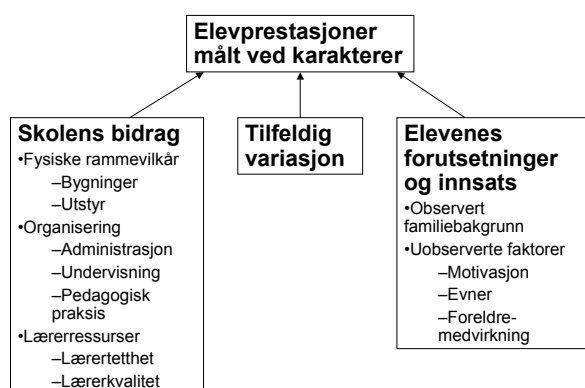 Elevprestasjoner
målt ved karakterer
Skolens bidrag
•Fysiske rammevilkår
–Bygninger
–Utstyr
•Organisering
–Administrasjon
–Undervisning
–Pedagogisk
praksis
•Lærerressurser
–Lærertetthet
–Lærerkvalitet
Tilfeldig
variasjon
Elevenes
forutsetninger
og innsats
•Observert
familiebakgrunn
•Uobserverte faktorer
–Motivasjon
–Evner
–Foreldre-
medvirkning